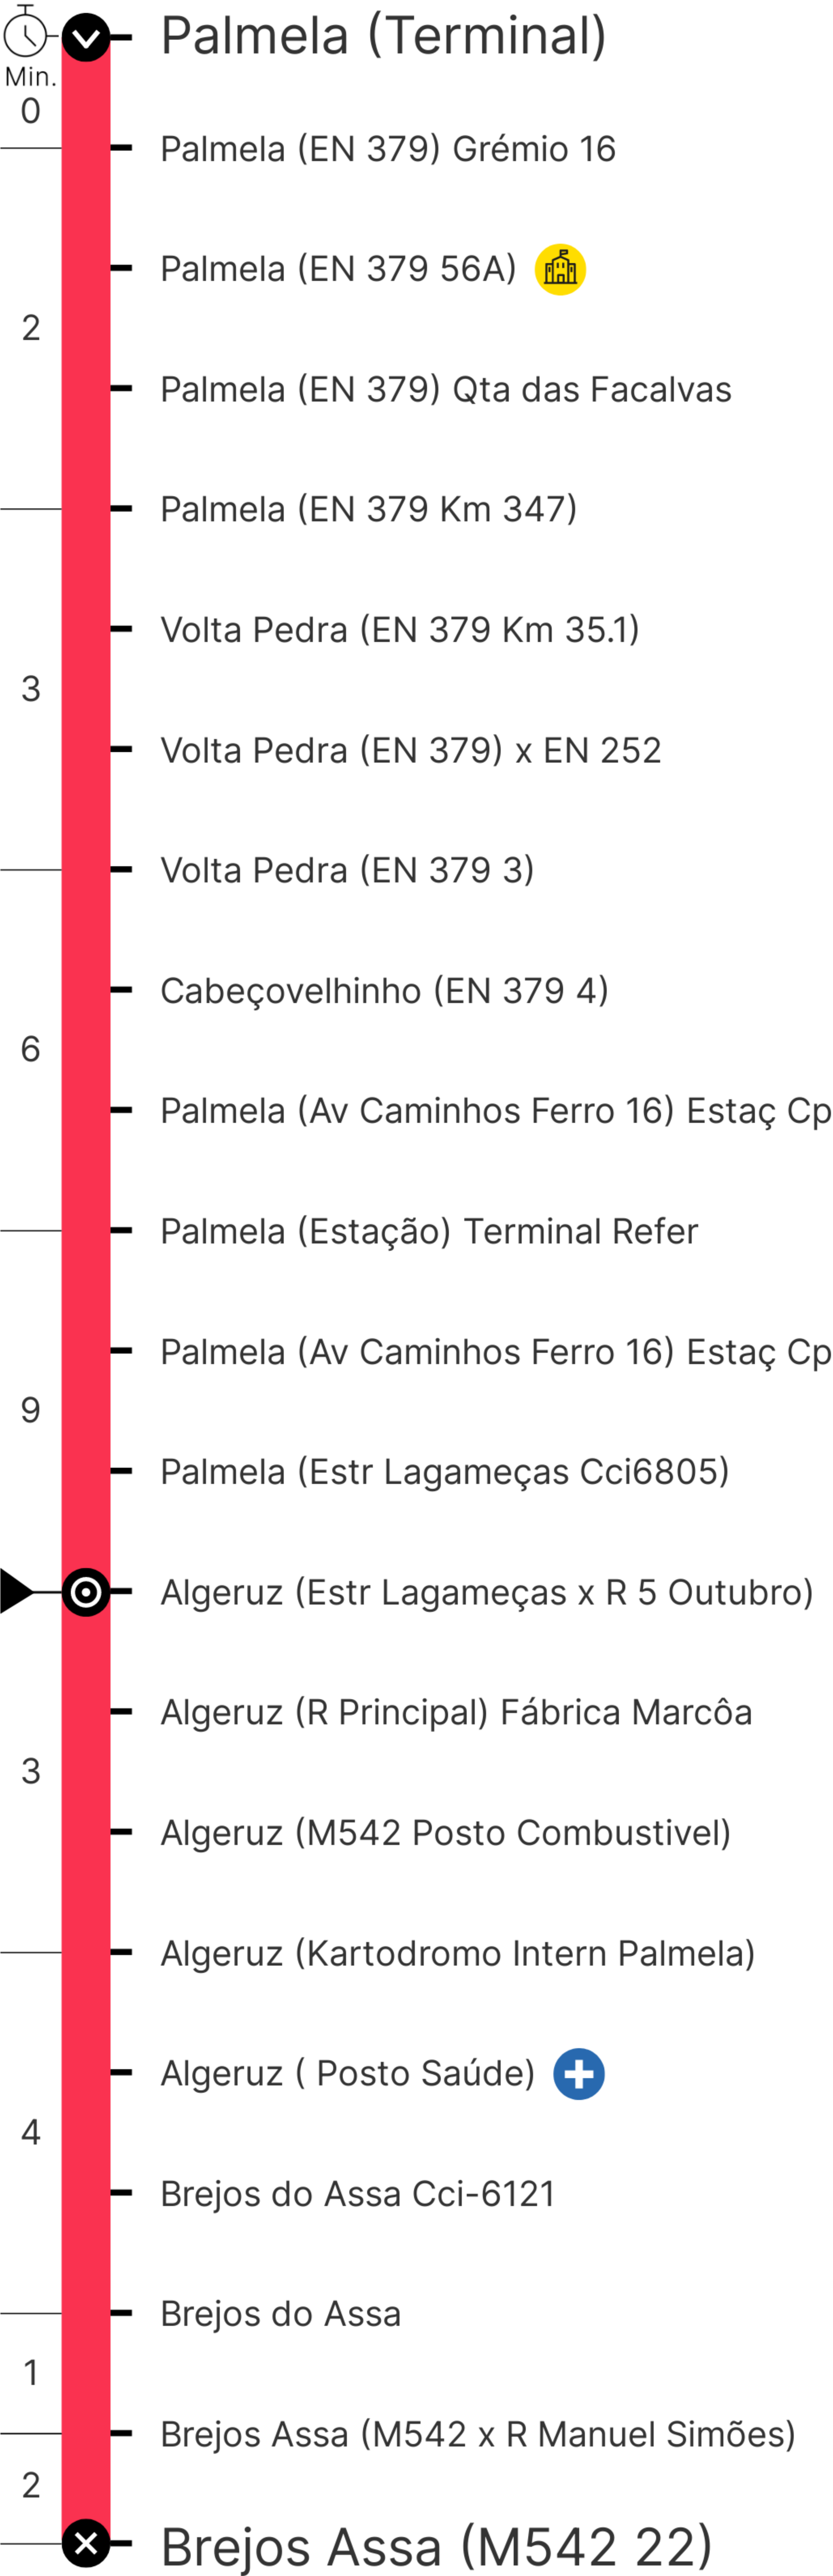 Palmela (Terminal)
Min.
0
Palmela (EN 379) Grémio 16
Palmela (EN 379 56A)
2
Palmela (EN 379) Qta das Facalvas
Palmela (EN 379 Km 347)
Volta Pedra (EN 379 Km 35.1)
3
Volta Pedra (EN 379) x EN 252
Volta Pedra (EN 379 3)
Cabeçovelhinho (EN 379 4)
6
Palmela (Av Caminhos Ferro 16) Estaç Cp
Palmela (Estação) Terminal Refer
Palmela (Av Caminhos Ferro 16) Estaç Cp
9
Palmela (Estr Lagameças Cci6805)
Algeruz (Estr Lagameças x R 5 Outubro)
Algeruz (R Principal) Fábrica Marcôa
3
Algeruz (M542 Posto Combustivel)
Algeruz (Kartodromo Intern Palmela)
Algeruz ( Posto Saúde)
4
Brejos do Assa Cci-6121
Brejos do Assa
1
Brejos Assa (M542 x R Manuel Simões)
2
Brejos Assa (M542 22)